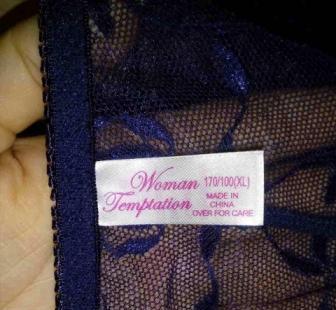 Woman
Temptation
170/100(XL)
MADE IN
CHINA
OVER FOR CARE